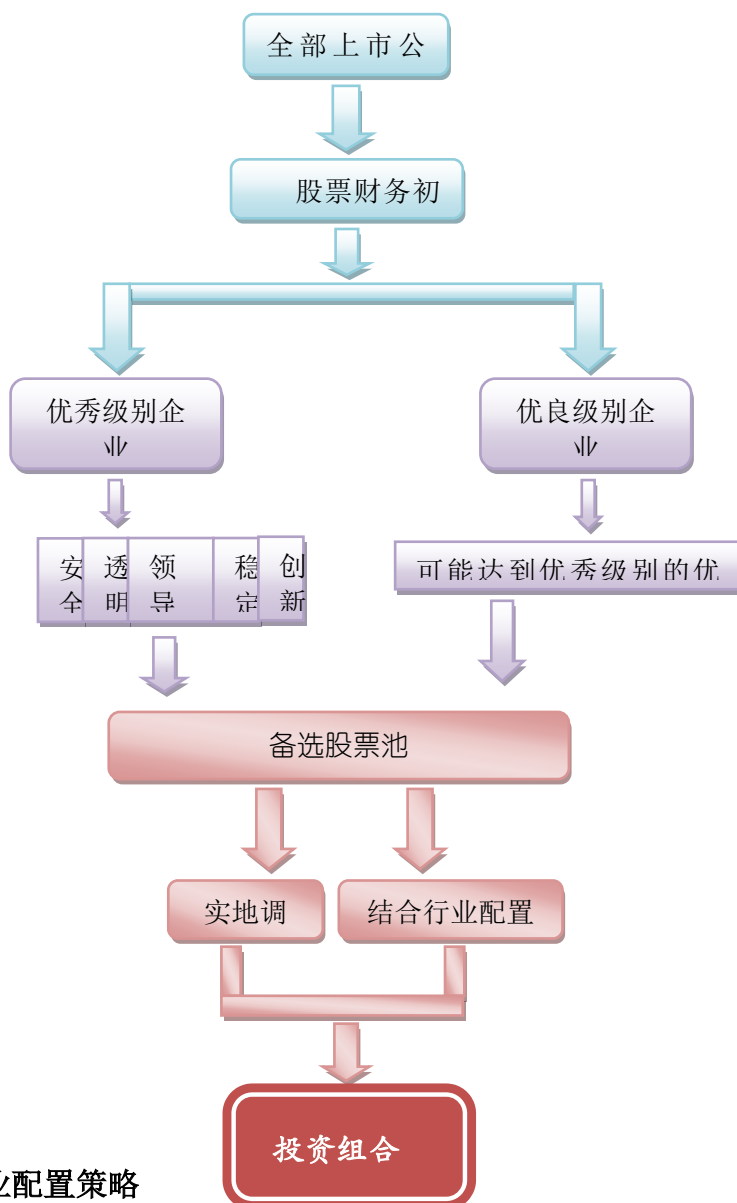 全部上市公
股票财务初
优秀级别企
业
优良级别企
业
安全
透明
领导
稳定
创新
可能达到优秀级别的优
备选股票池
实地调
结合行业配置
投资组合
业配置策略